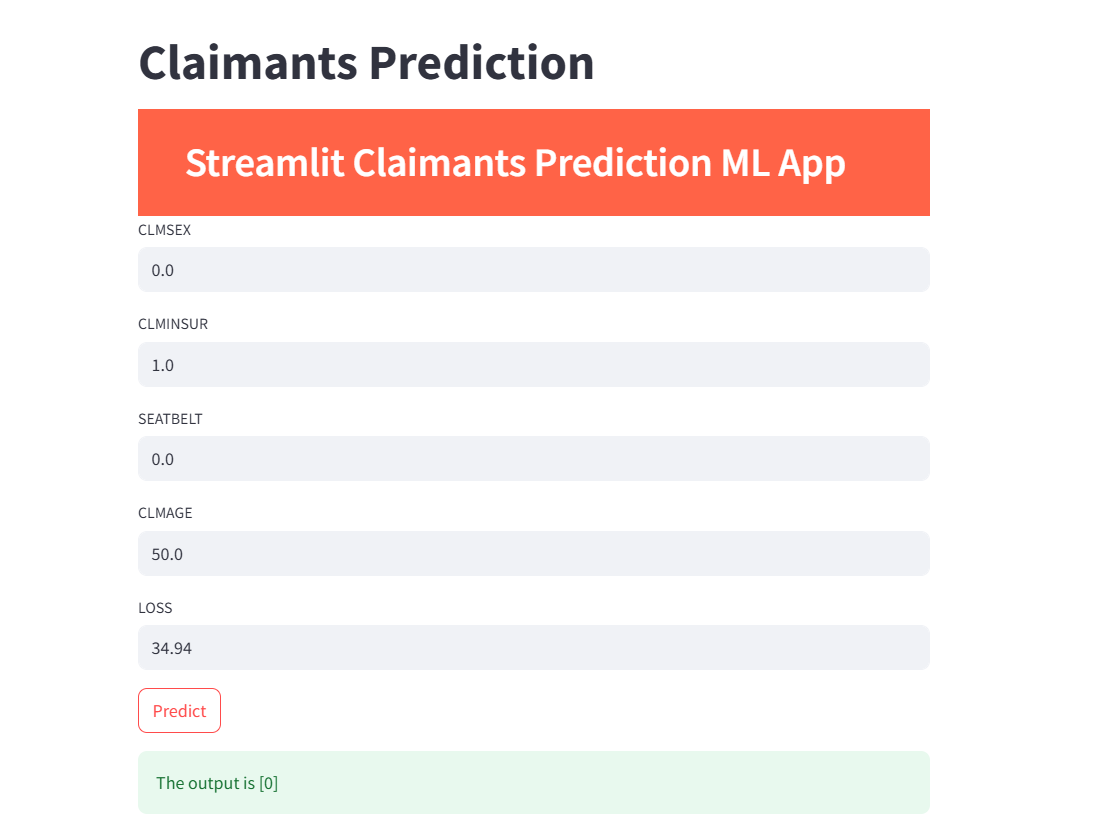 Claimants Prediction
Streamlit Claimants Prediction ML App
CLMSEX
0.0
CLMINSUR
1.0
SEATBELT
0.0
CLMAGE
50.0
LOSS
34.94
Predict
The output is [0]